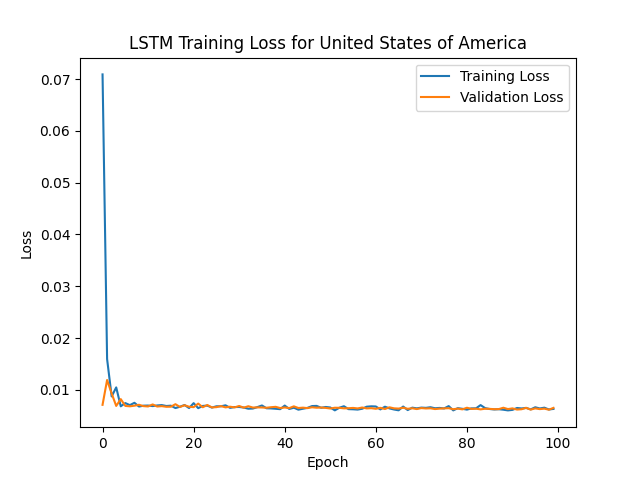 LSTM Training Loss for United States of America
Training Loss
Validation Loss
0.07
0.06
0.05
0.04
0.03
0.02
0.01
Loss
0 20 40 60 80 100
Epoch